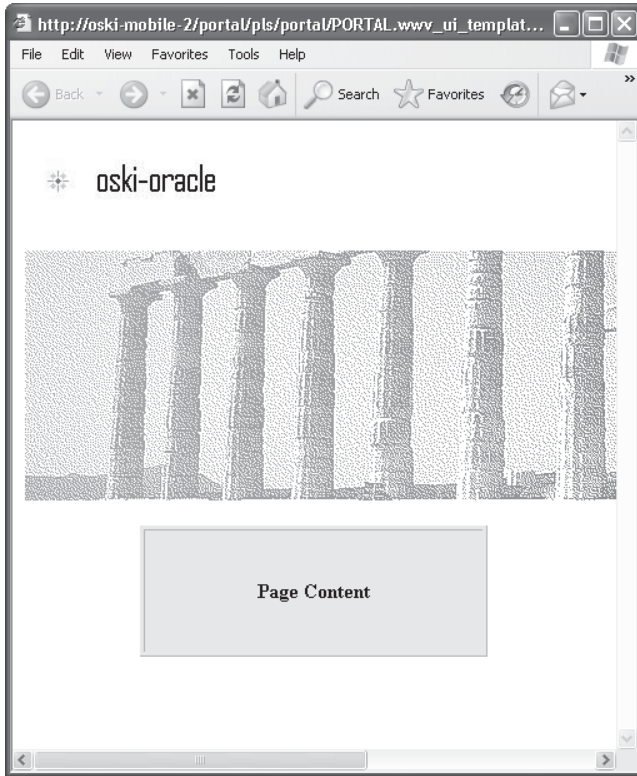 http://oski-mobile-2/portal/pls/portal/PORTAL.wwv_ui_templat...
File Edit View Favorites Tools Help
Back Search Favorites »
oski-oracle
Page Content